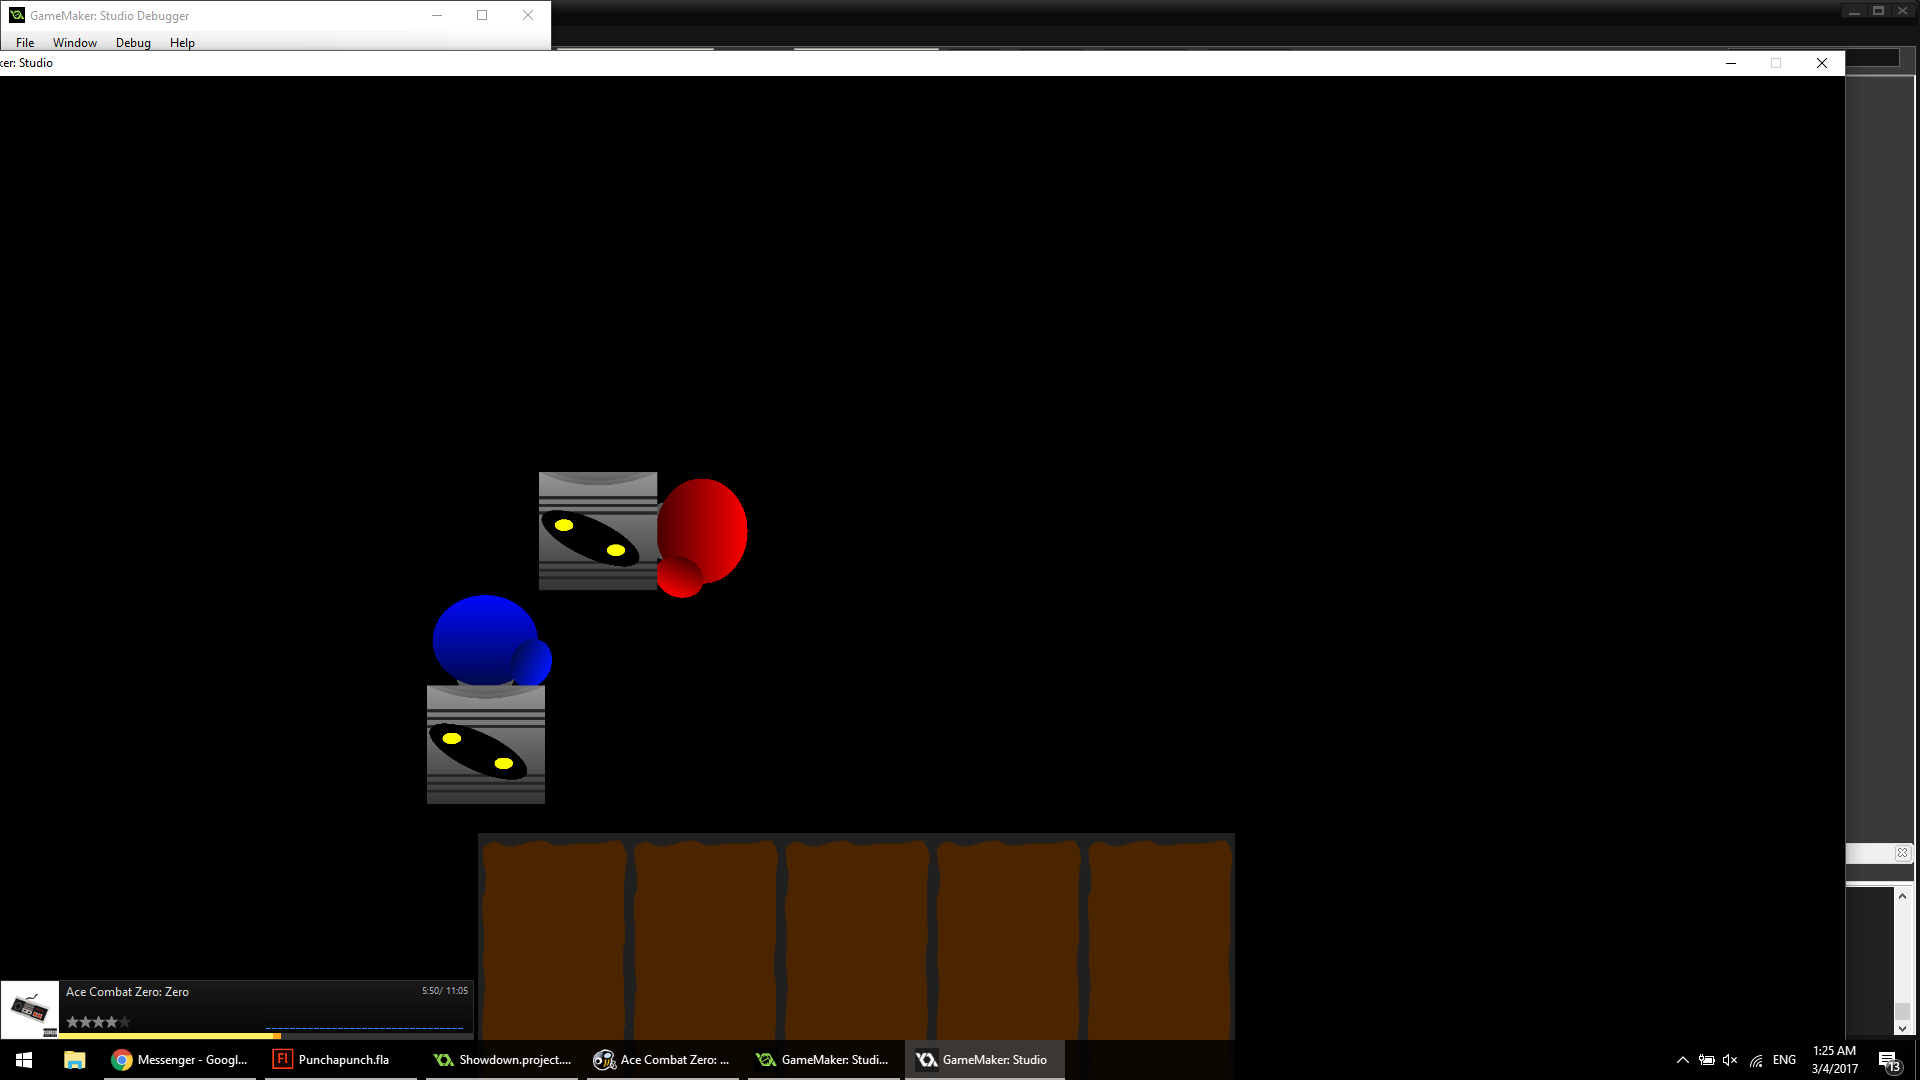 GameMaker: Studio Debugger
File Window Debug Help
ker: Studio
Ace Combat Zero: Zero
5:50/ 11:05
Messenger - Googl...
Fl
Punchapunch.fla
Showdown.project....
Ace Combat Zero: ...
GameMaker: Studi...
GameMaker: Studio
ENG
1:25 AM
3/4/2017
13